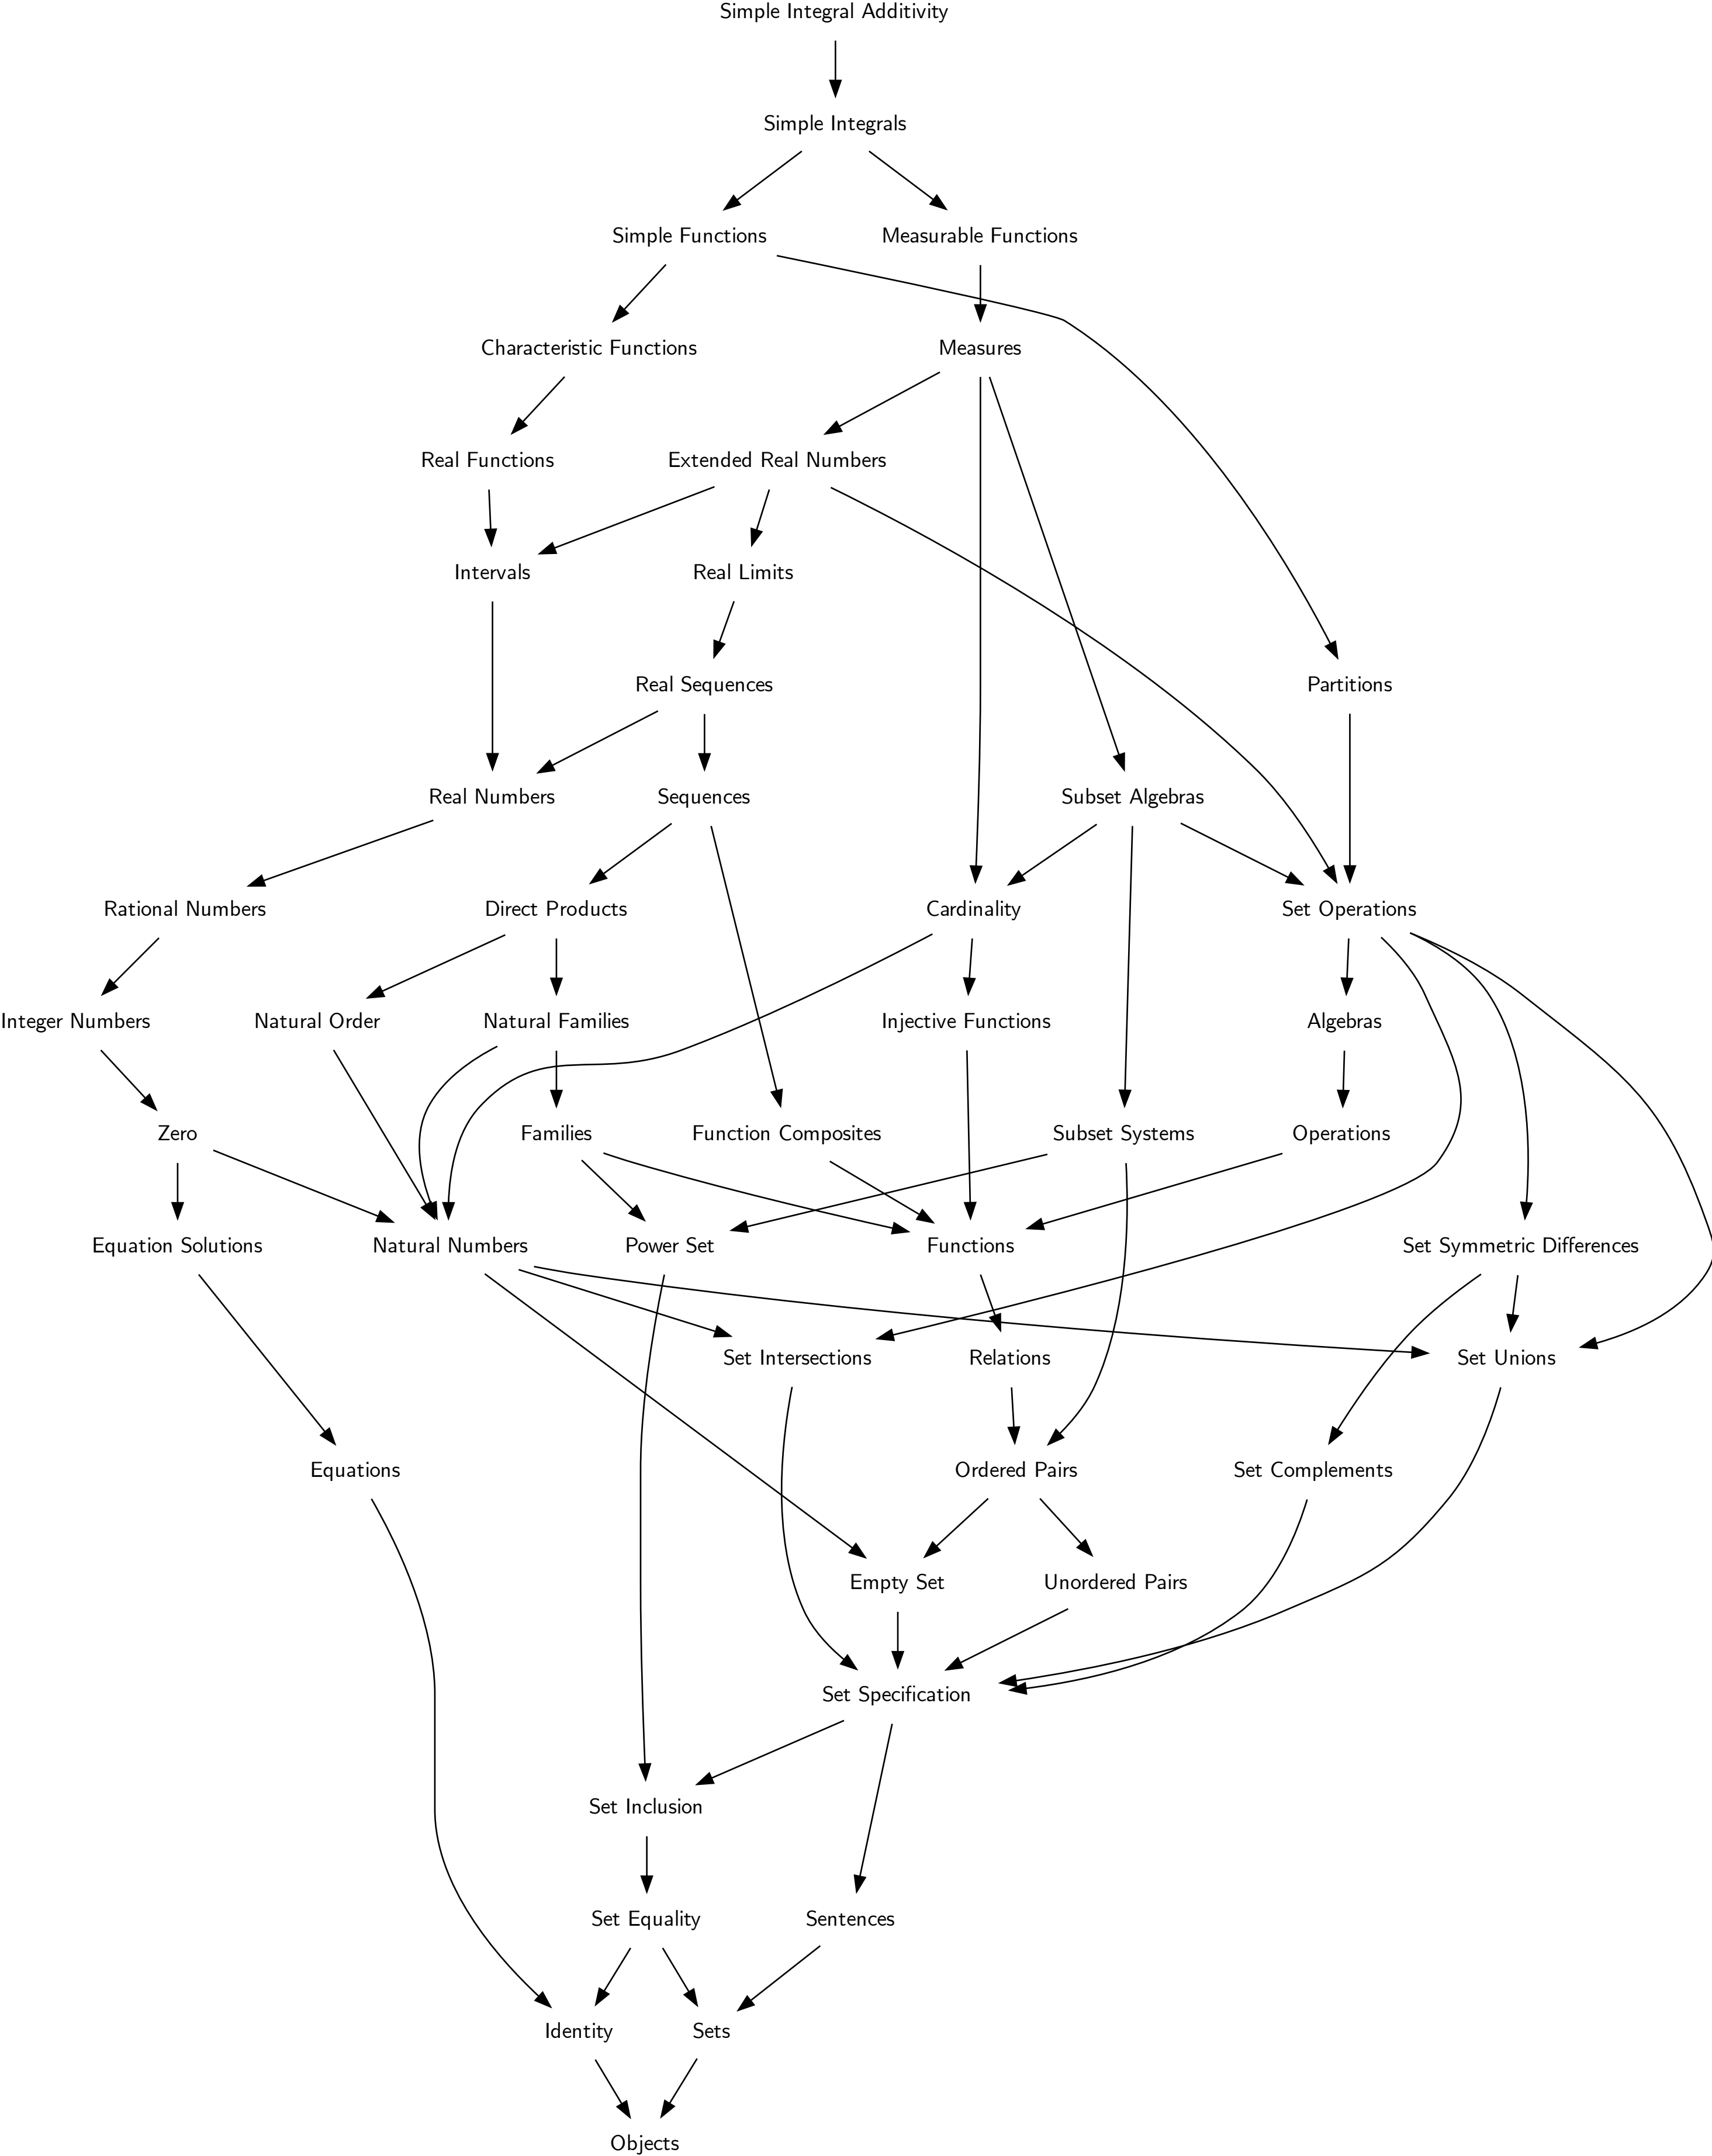 Simple Integral Additivity
Simple Integrals
Simple Functions
Measurable Functions
Characteristic Functions
Measures
Real Functions
Extended Real Numbers
Intervals
Real Limits
Real Sequences
Partitions
Real Numbers
Sequences
Subset Algebras
Rational Numbers
Direct Products
Cardinality
Set Operations
Integer Numbers
Natural Order
Natural Families
Injective Functions
Algebras
Zero
Families
Function Composites
Subset Systems
Operations
Equation Solutions
Natural Numbers
Power Set
Functions
Set Symmetric Differences
Set Intersections
Relations
Set Unions
Equations
Ordered Pairs
Set Complements
Empty Set
Unordered Pairs
Set Specification
Set Inclusion
Set Equality
Sentences
Identity
Sets
Objects